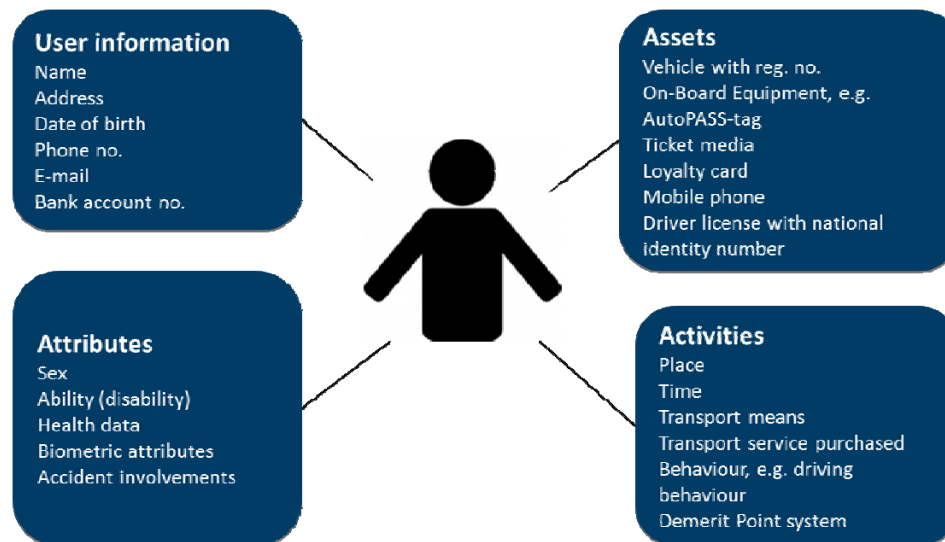 User information
Name
Address
Date of birth
Phone no.
E-mail
Bank account no.
Assets
Vehicle with reg. no.
On-Board Equipment, e.g.
AutoPASS-tag
Ticket media
Loyalty card
Mobile phone
Driver license with national
identity number
Attributes
Sex
Ability (disability)
Health data
Biometric attributes
Accident involvements
Activities
Place
Time
Transport means
Transport service purchased
Behaviour, e.g. driving
behaviour
Demerit Point system